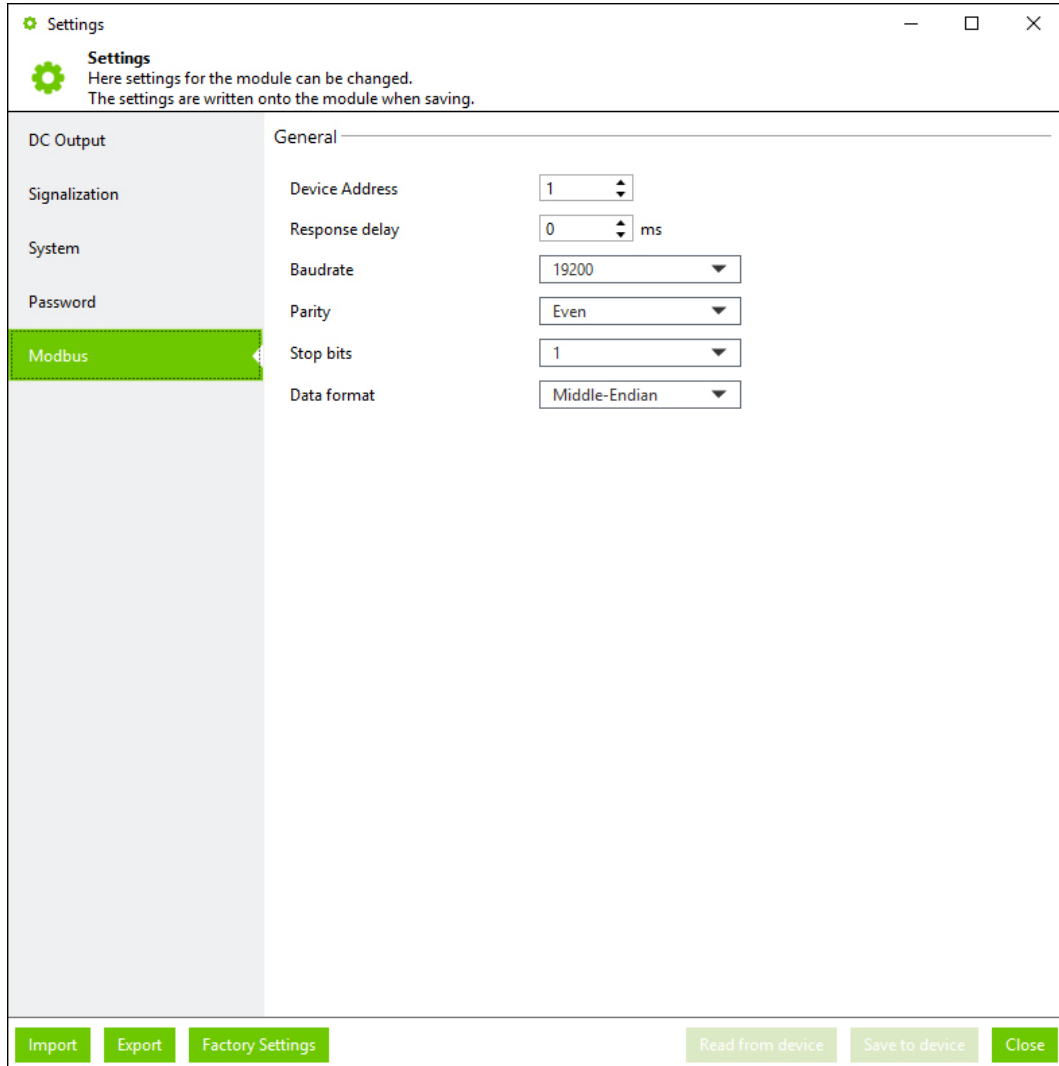 Settings
Settings
Here settings for the module can be changed.
The settings are written onto the module when saving.
DC Output
Signalization
System
Password
Modbus
General
Device Address 1
Response delay 0 ms
Baudrate 19200
Parity Even
Stop bits 1
Data format Middle-Endian
Import Export Factory Settings Read from device Save to device Close